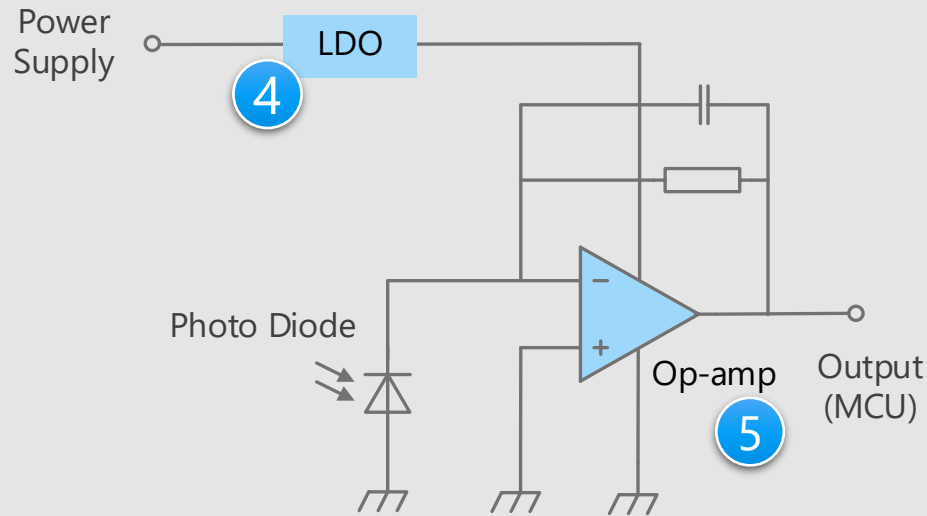 Power
Supply
LDO
4
Photo Diode
Op-amp
5
Output
(MCU)